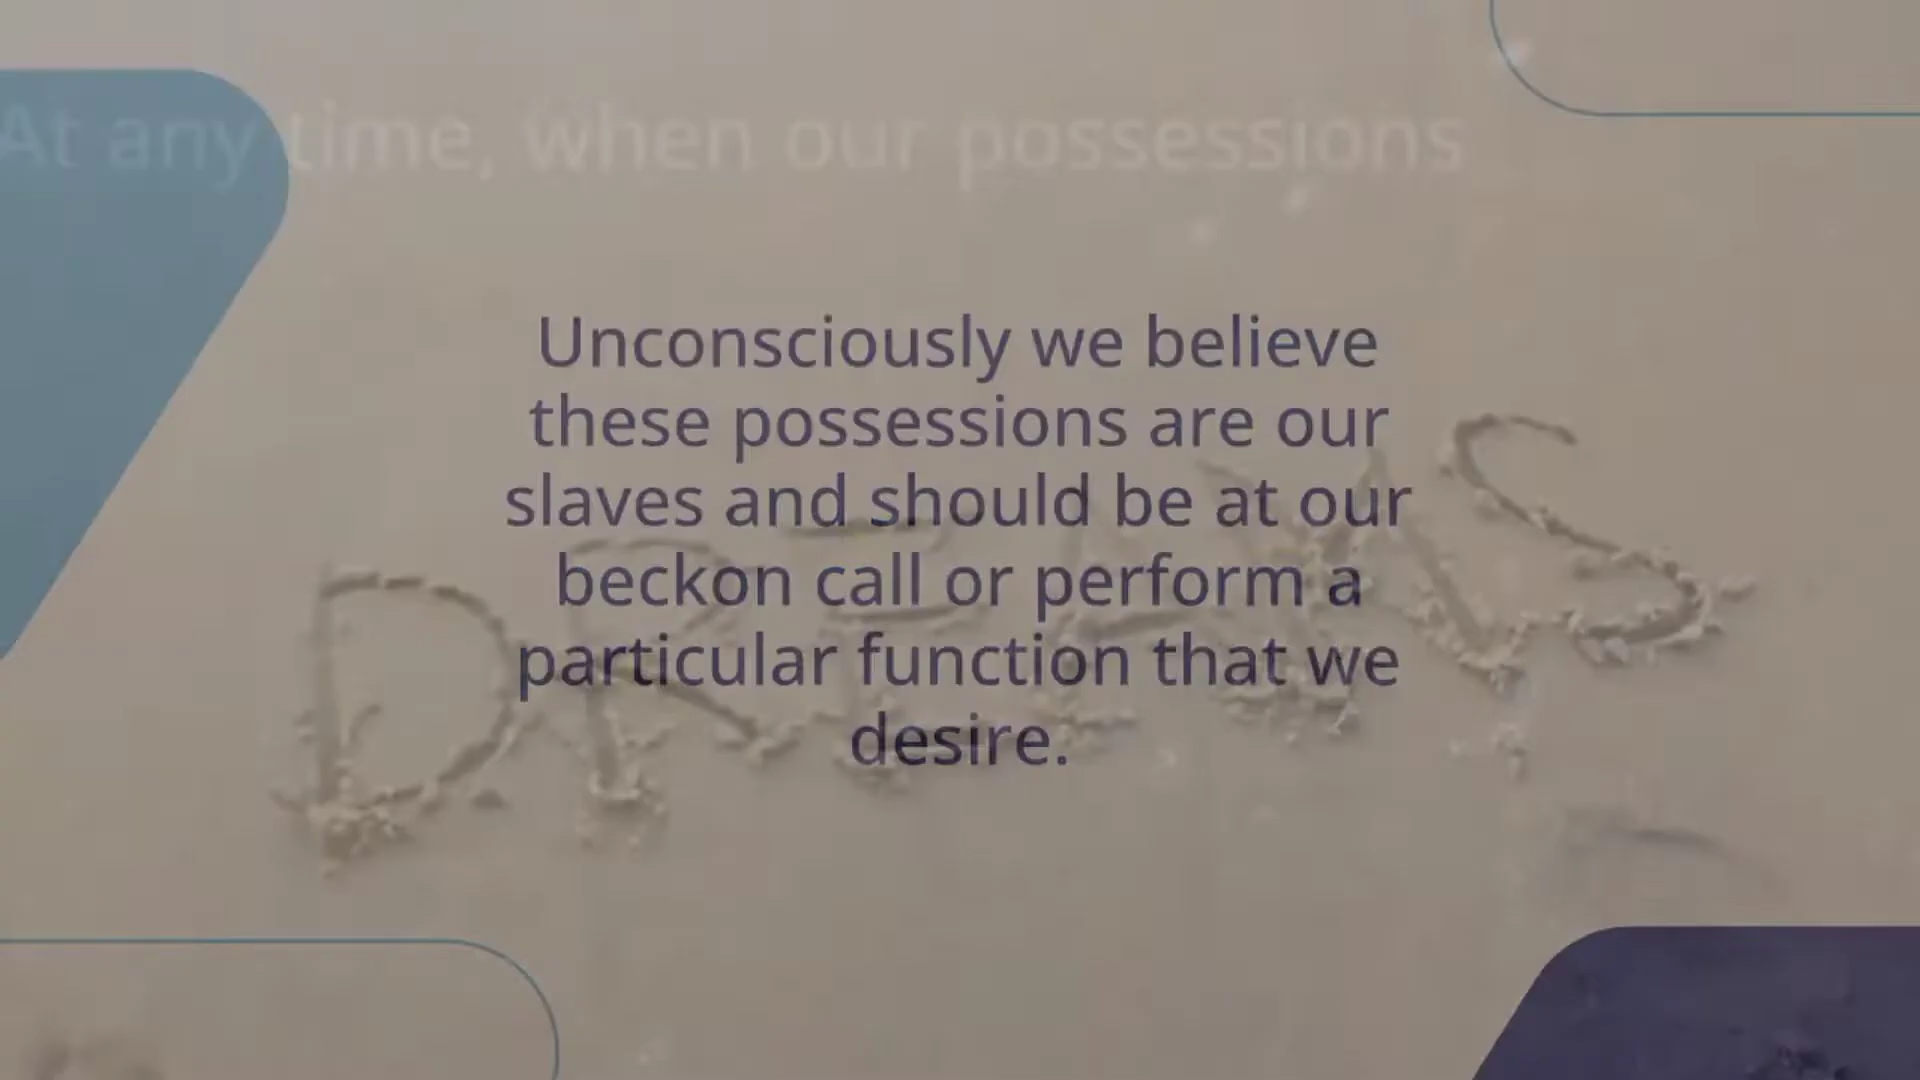 At any time, when our possessions
Unconsciously we believe
these possessions are our
slaves and should be at our
beckon call or perform a
particular function that we
desire.
DREAMS